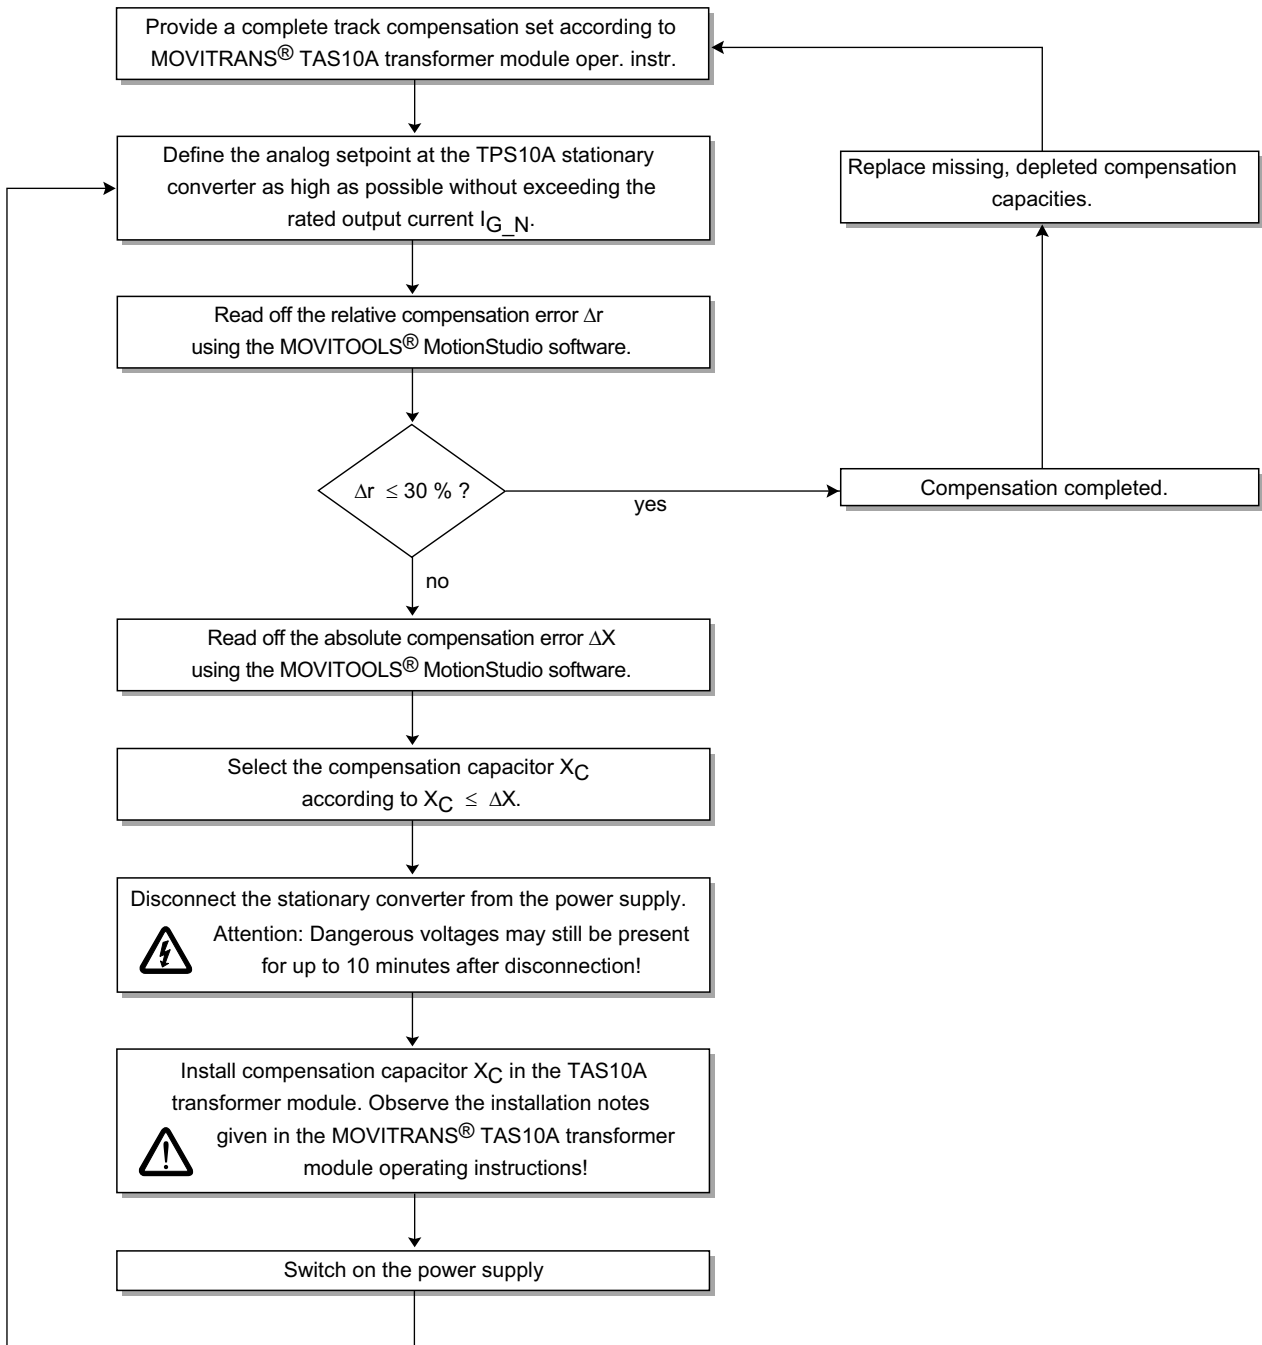 Provide a complete track compensation set according to
MOVITRANS® TAS10A transformer module oper. instr.
Define the analog setpoint at the TPS10A stationary
converter as high as possible without exceeding the
rated output current I_G_N.
Replace missing, depleted compensation
capacities.
Read off the relative compensation error Δr
using the MOVITOOLS® MotionStudio software.
Δr ≤ 30 % ?
yes
Compensation completed.
no
Read off the absolute compensation error ΔX
using the MOVITOOLS® MotionStudio software.
Select the compensation capacitor X_C
according to X_C ≤ ΔX.
Disconnect the stationary converter from the power supply.
Attention: Dangerous voltages may still be present
for up to 10 minutes after disconnection!
Install compensation capacitor X_C in the TAS10A
transformer module. Observe the installation notes
given in the MOVITRANS® TAS10A transformer
module operating instructions!
Switch on the power supply